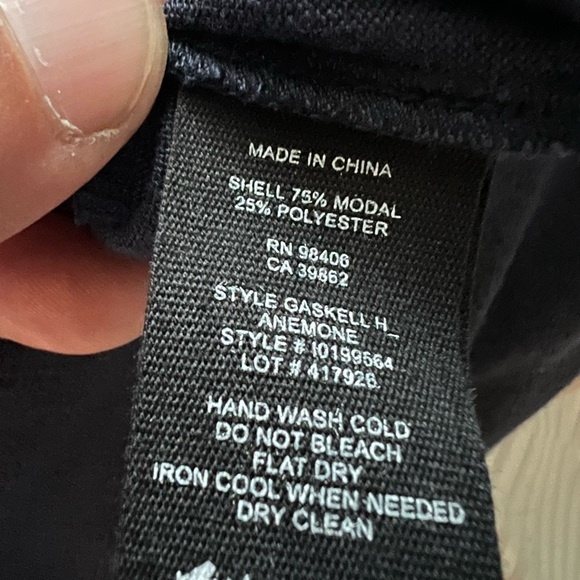 MADE IN CHINA
SHELL 75% MODAL
25% POLYESTER
RN 98406
CA 39862
STYLE GASKELL H_
ANEMONE
STYLE # I0199564
LOT # 417926
HAND WASH COLD
DO NOT BLEACH
FLAT DRY
IRON COOL WHEN NEEDED
DRY CLEAN